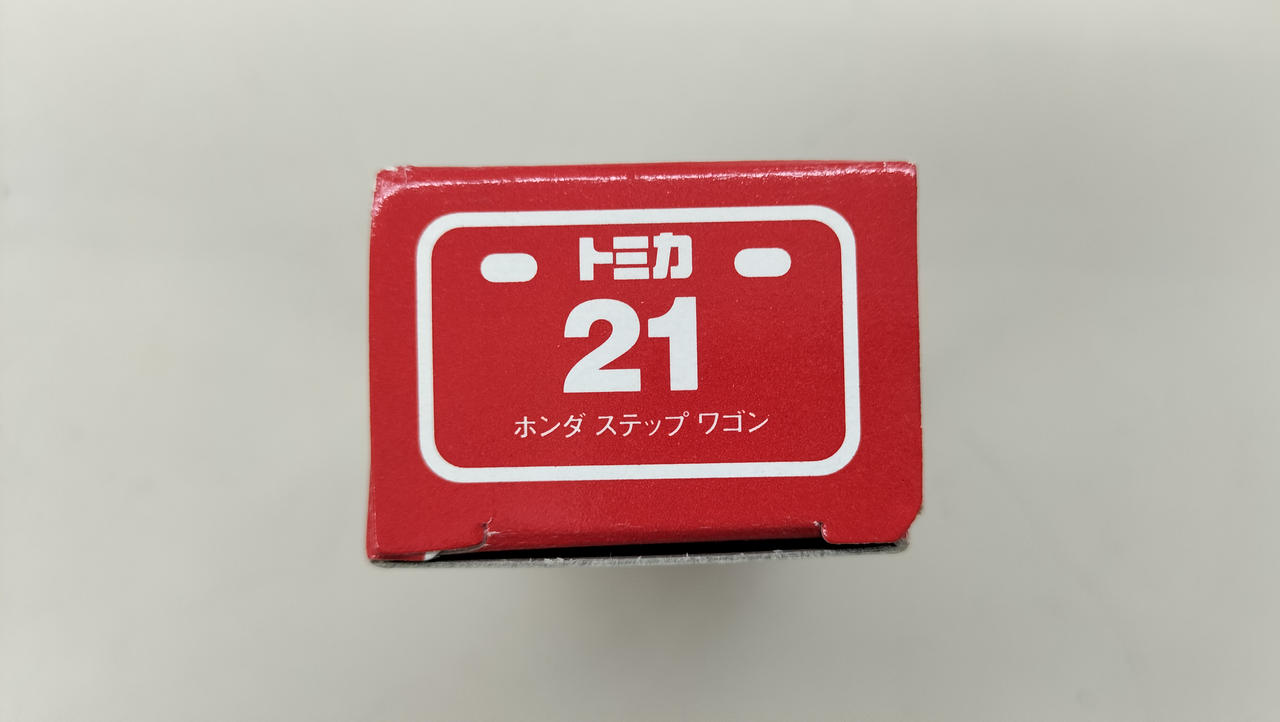 トミカ
21
ホンダ ステップ ワゴン